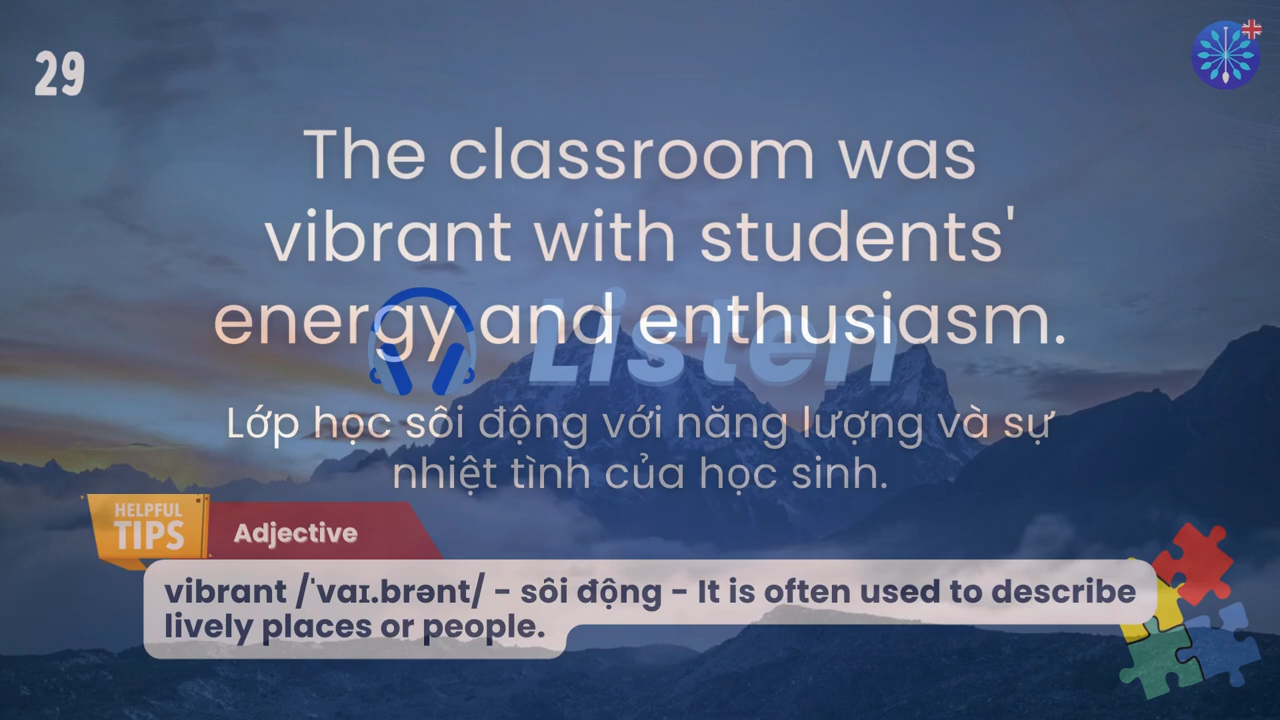 29
The classroom was
vibrant with students'
energy and enthusiasm.
Listen
Lớp học sôi động với năng lượng và sự
nhiệt tình của học sinh.
HELPFUL
TIPS
Adjective
vibrant /ˈvaɪ.brənt/ - sôi động - It is often used to describe
lively places or people.